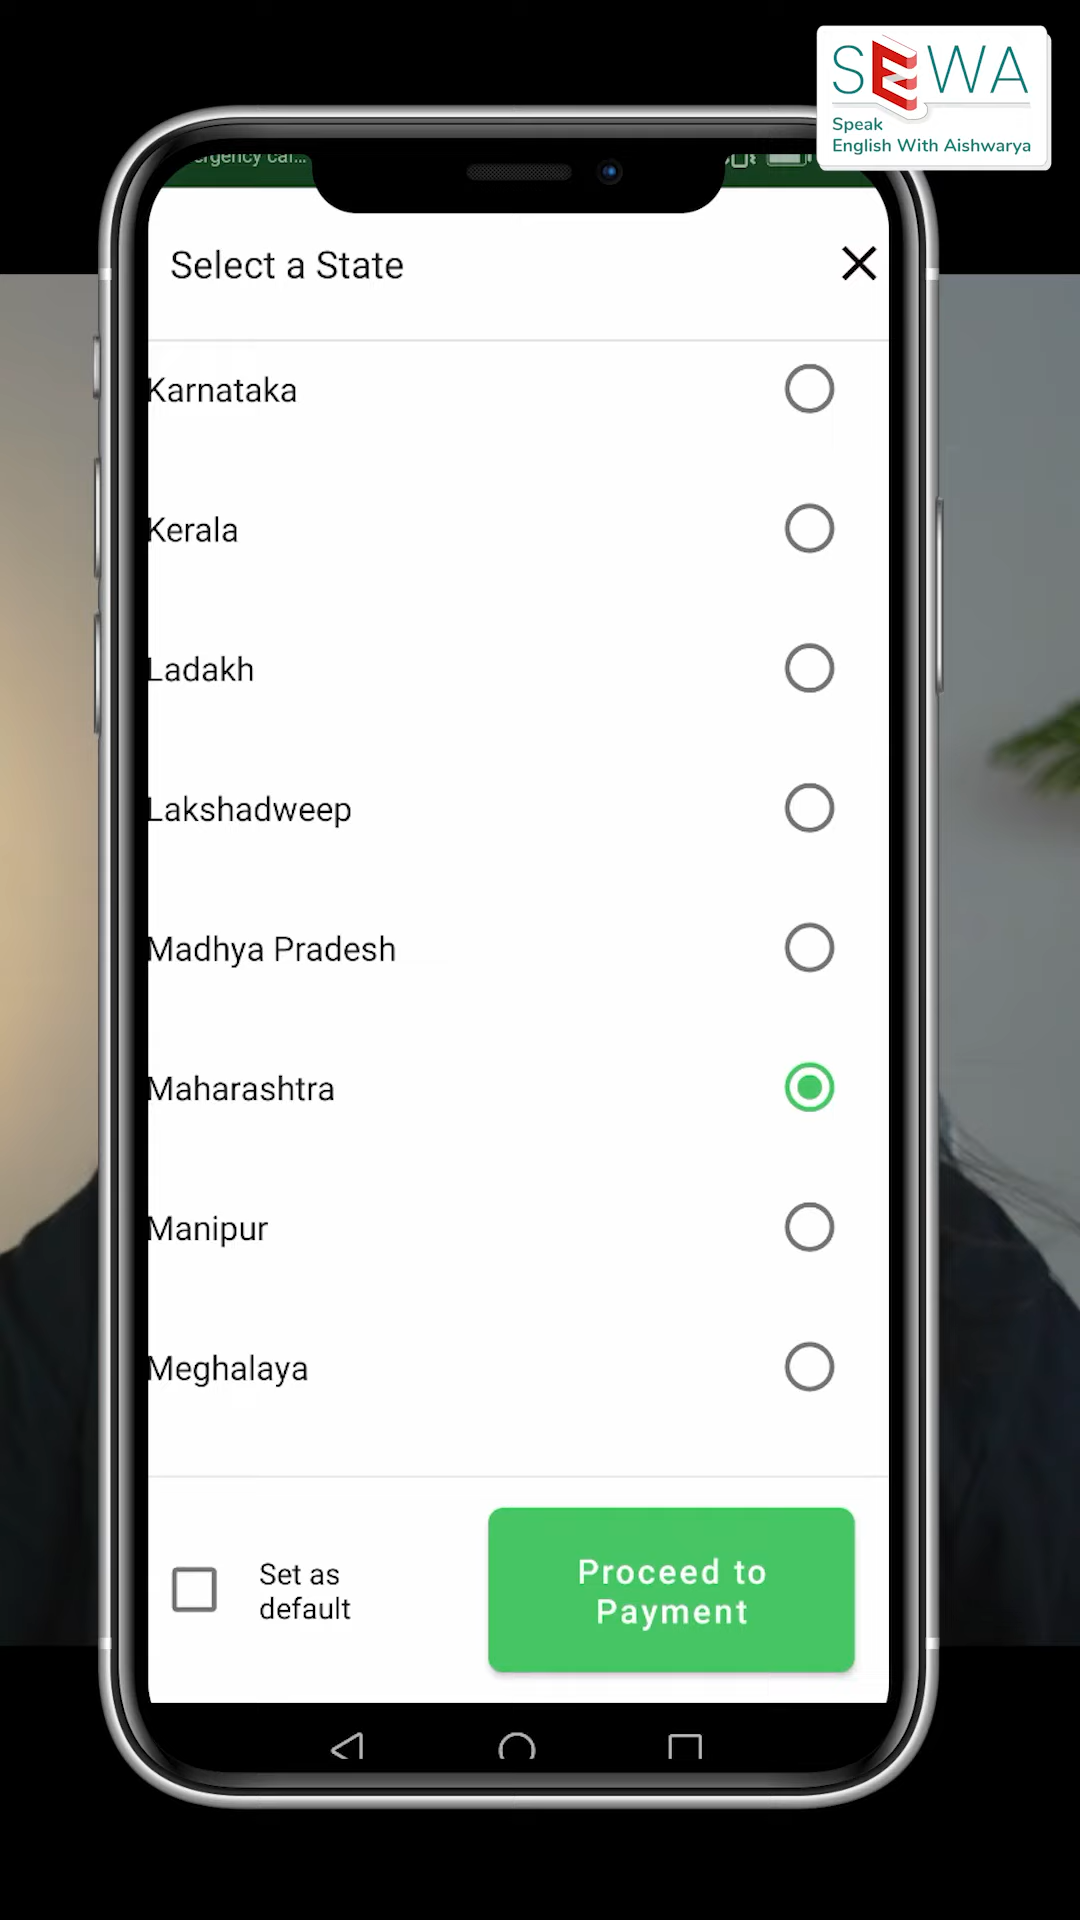 SEWA
Speak
English With Aishwarya
Select a State
Karnataka
Kerala
Ladakh
Lakshadweep
Madhya Pradesh
Maharashtra
Manipur
Meghalaya
Set as
default
Proceed to
Payment